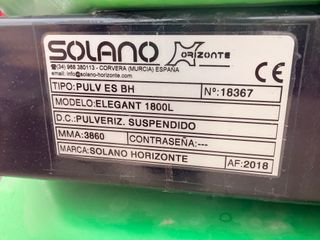 SOLANO HORIZONTE
(34) 968 380113 - CORVERA (MURCIA) ESPAÑA
email: /info@solano-horizonte.com
CE
TIPO:PULV ES BH Nº:18367
MODELO:ELEGANT 1800L
D.C.:PULVERIZ. SUSPENDIDO
MMA:3860 CONTRASEÑA:---
MARCA:SOLANO HORIZONTE AF:2018